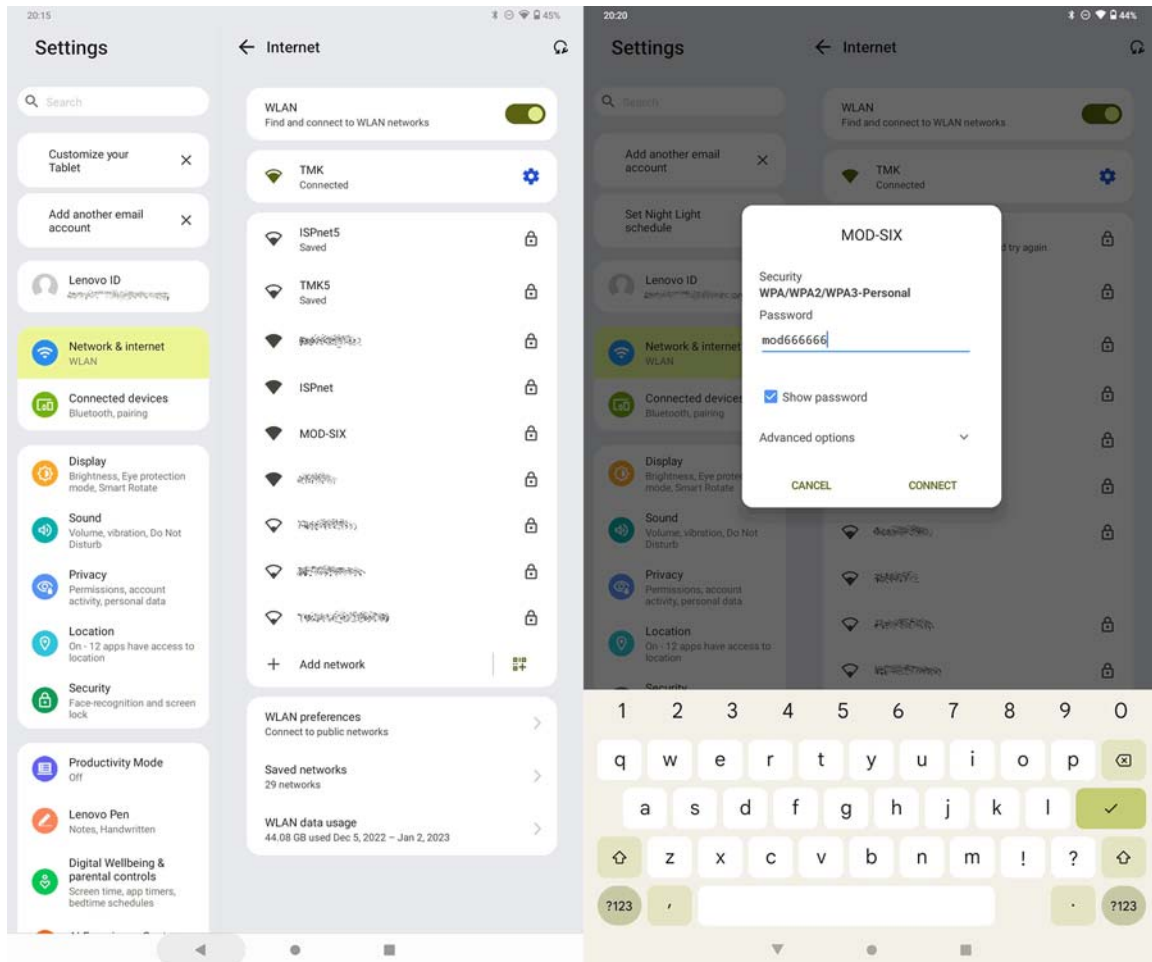 20:15
45%
Settings
Internet
Search
WLAN
Find and connect to WLAN networks
Customize your
Tablet
TMK
Connected
Add another email
account
ISPnet5
Saved
Lenovo ID
TMK5
Saved
Network & internet
WLAN
ISPnet
Connected devices
Bluetooth, pairing
MOD-SIX
Display
Brightness, Eye protection
mode, Smart Rotate
Sound
Volume, vibration, Do Not
Disturb
Privacy
Permissions, account
activity, personal data
Location
On - 12 apps have access to
location
Add network
Security
Face-recognition and screen
lock
WLAN preferences
Connect to public networks
Productivity Mode
Off
Saved networks
29 networks
Lenovo Pen
Notes, Handwritten
WLAN data usage
44.08 GB used Dec 5, 2022 – Jan 2, 2023
Digital Wellbeing &
parental controls
Screen time, app timers,
bedtime schedules
20:20
44%
Settings
Internet
Search
WLAN
Find and connect to WLAN networks
Add another email
account
TMK
Connected
Set Night Light
schedule
d try again
Lenovo ID
Network & internet
WLAN
Connected devices
Bluetooth, pairing
Display
Brightness, Eye protec
mode, Smart Rotate
Sound
Volume, vibration, Do Not
Disturb
Privacy
Permissions, account
activity, personal data
Location
On - 12 apps have access to
location
Security
MOD-SIX
Security
WPA/WPA2/WPA3-Personal
Password
mod666666
Show password
Advanced options
CANCEL CONNECT
1 2 3 4 5 6 7 8 9 0
q w e r t y u i o p
a s d f g h j k l
z x c v b n m ! ?
?123 , . ?123